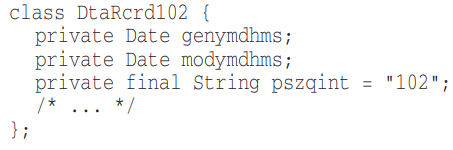 class DtaRcrd102 {
  private Date genymdhms;
  private Date modymdhms;
  private final String pszqint = "102";
  /* ... */
};